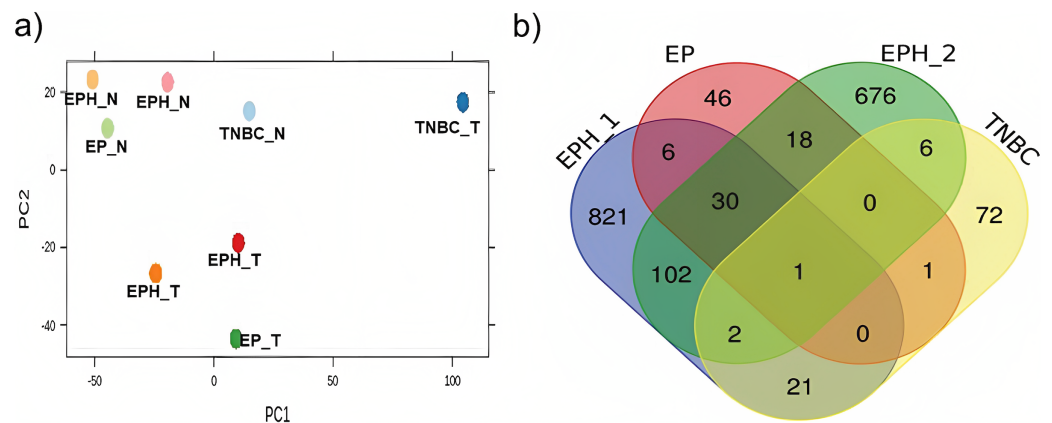 a)
EPH_N
EPH_N
EP_N
TNBC_N
TNBC_T
EPH_T
EPH_T
EP_T
20
0
-20
-40
PC2
-50
0
50
100
PC1
b)
EP
EPH_2
EPH_1
TNBC
46
676
6
18
6
821
30
0
72
102
1
1
2
0
21